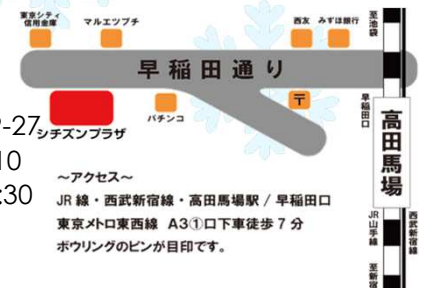 東京シティ
信用金庫
マルエツプチ
西友
みずほ銀行
至池袋
早稲田通り
早稲田口
〒
-27
シチズンプラザ
パチンコ
10
:30
高田馬場
～アクセス～
JR線・西武新宿線・高田馬場駅 / 早稲田口
東京メトロ東西線 A3①口下車徒歩7分
ボウリングのピンが目印です。
JR山手線
西武新宿線
至新宿